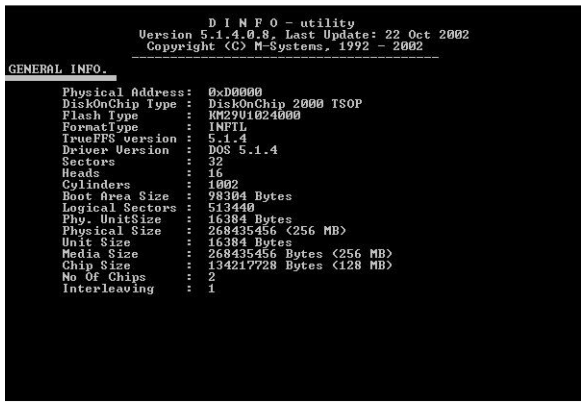 D I N F O - utility
Version 5.1.4.0.8, Last Update: 22 Oct 2002
Copyright (C) M-Systems, 1992 - 2002
----------------------------------------
GENERAL INFO.
Physical Address: 0xD0000
DiskOnChip Type : DiskOnChip 2000 TSOP
Flash Type : KM29V1024000
FormatType : INFTL
TrueFFS version : 5.1.4
Driver Version : DOS 5.1.4
Sectors : 32
Heads : 16
Cylinders : 1002
Boot Area Size : 98304 Bytes
Logical Sectors : 513440
Phy. UnitSize : 16384 Bytes
Physical Size : 268435456 (256 MB)
Unit Size : 16384 Bytes
Media Size : 268435456 Bytes (256 MB)
Chip Size : 134217728 Bytes (128 MB)
No Of Chips : 2
Interleaving : 1